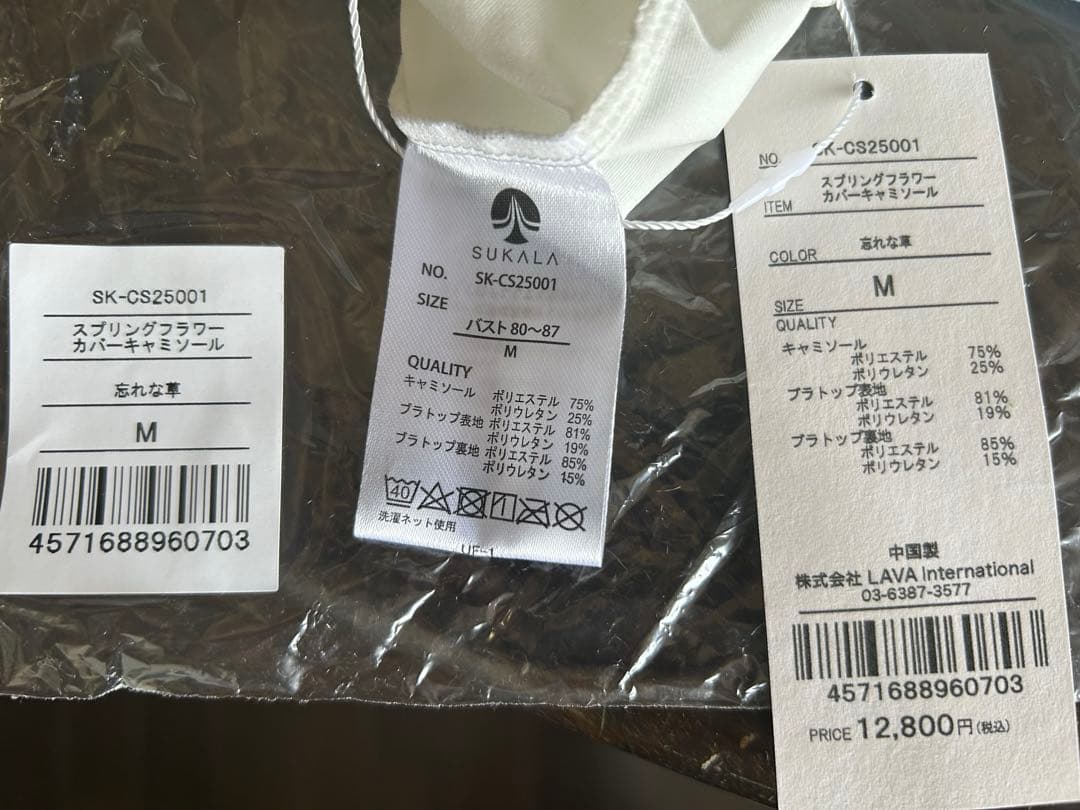 SK-CS25001
スプリングフラワー
カバーキャミソール
忘れな草
M
4571688960703
SUKALA
NO. SK-CS25001
SIZE
バスト 80～87
M
QUALITY
キャミソール ポリエステル 75%
ポリウレタン 25%
ブラトップ表地 ポリエステル 81%
ポリウレタン 19%
ブラトップ裏地 ポリエステル 85%
ポリウレタン 15%
40
洗濯ネット使用
UF-1
NO. SK-CS25001
スプリングフラワー
カバーキャミソール
ITEM
COLOR 忘れな草
M
SIZE
QUALITY
キャミソール
ポリエステル 75%
ポリウレタン 25%
ブラトップ表地
ポリエステル 81%
ポリウレタン 19%
ブラトップ裏地
ポリエステル 85%
ポリウレタン 15%
中国製
株式会社 LAVA International
03-6387-3577
4571688960703
PRICE 12,800円(税込)